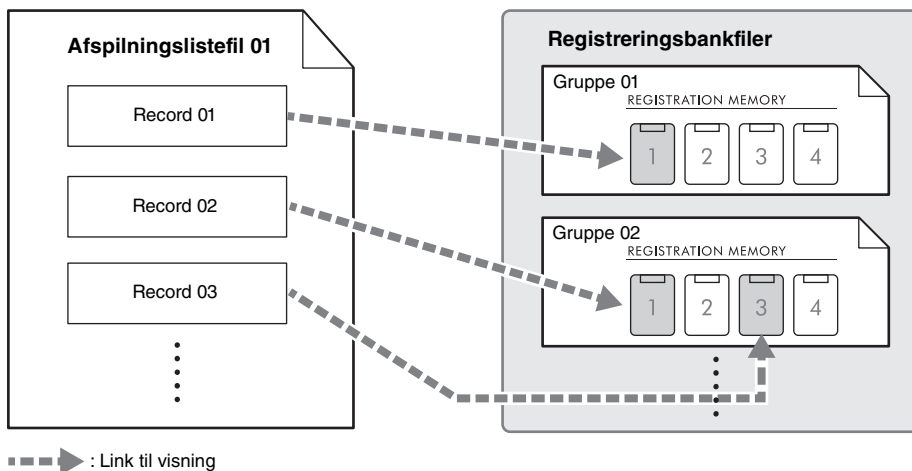 Afspilningslistefil 01
Record 01
Record 02
Record 03
Registreringsbankfiler
Gruppe 01
REGISTRATION MEMORY
1 2 3 4
Gruppe 02
REGISTRATION MEMORY
1 2 3 4
: Link til visning